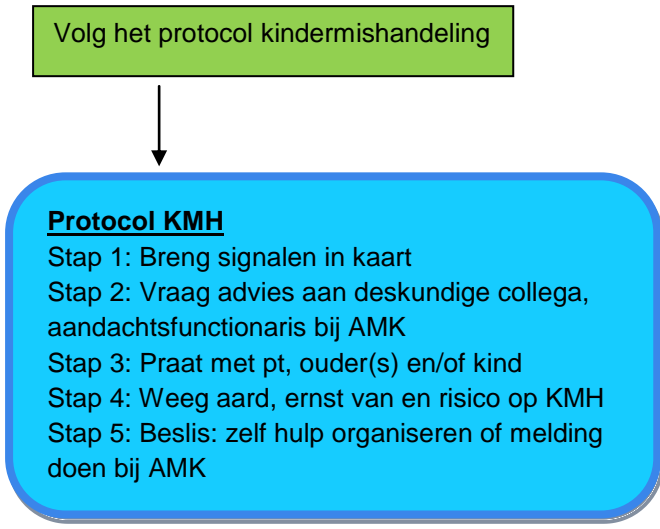 Volg het protocol kindermishandeling
Protocol KMH
Stap 1: Breng signalen in kaart
Stap 2: Vraag advies aan deskundige collega,
aandachtsfunctionaris bij AMK
Stap 3: Praat met pt, ouder(s) en/of kind
Stap 4: Weeg aard, ernst van en risico op KMH
Stap 5: Beslis: zelf hulp organiseren of melding
doen bij AMK